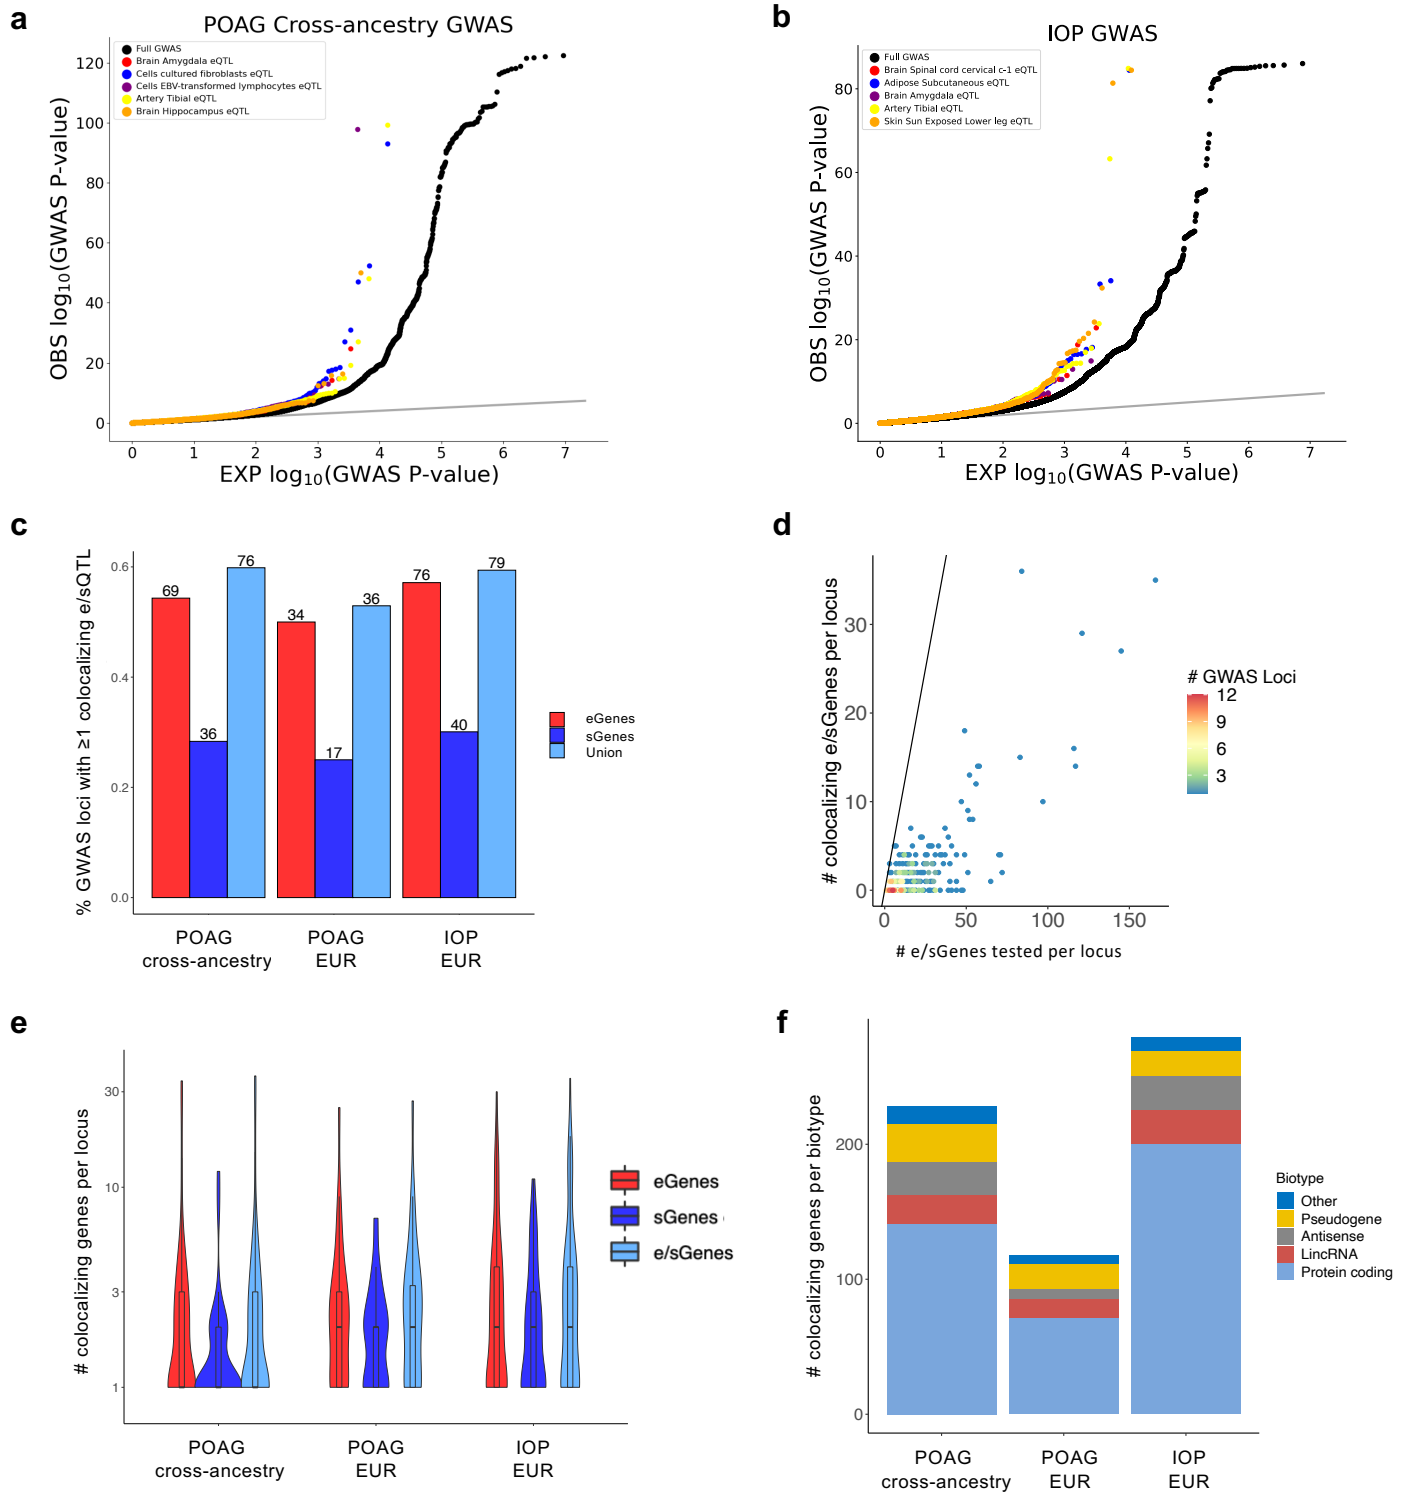 a
POAG Cross-ancestry GWAS
Full GWAS
Brain Amygdala eQTL
Cells cultured fibroblasts eQTL
Cells EBV-transformed lymphocytes eQTL
Artery Tibial eQTL
Brain Hippocampus eQTL
OBS log10(GWAS P-value)
120
100
80
60
40
20
0
0 1 2 3 4 5 6 7
EXP log10(GWAS P-value)
b
IOP GWAS
Full GWAS
Brain Spinal cord cervical c-1 eQTL
Adipose Subcutaneous eQTL
Brain Amygdala eQTL
Artery Tibial eQTL
Skin Sun Exposed Lower leg eQTL
OBS log10(GWAS P-value)
80
60
40
20
0
0 1 2 3 4 5 6 7
EXP log10(GWAS P-value)
c
% GWAS loci with ≥1 colocalizing e/sQTL
0.6
0.4
0.2
0.0
69 36 76 34 17 36 76 40 79
POAG
cross-ancestry
POAG
EUR
IOP
EUR
eGenes
sGenes
Union
d
# colocalizing e/sGenes per locus
30
20
10
0
0 50 100 150
# e/sGenes tested per locus
# GWAS Loci
12
9
6
3
e
# colocalizing genes per locus
30
10
3
1
POAG
cross-ancestry
POAG
EUR
IOP
EUR
eGenes
sGenes
e/sGenes
f
# colocalizing genes per biotype
200
100
0
POAG
cross-ancestry
POAG
EUR
IOP
EUR
Biotype
Other
Pseudogene
Antisense
LincRNA
Protein coding